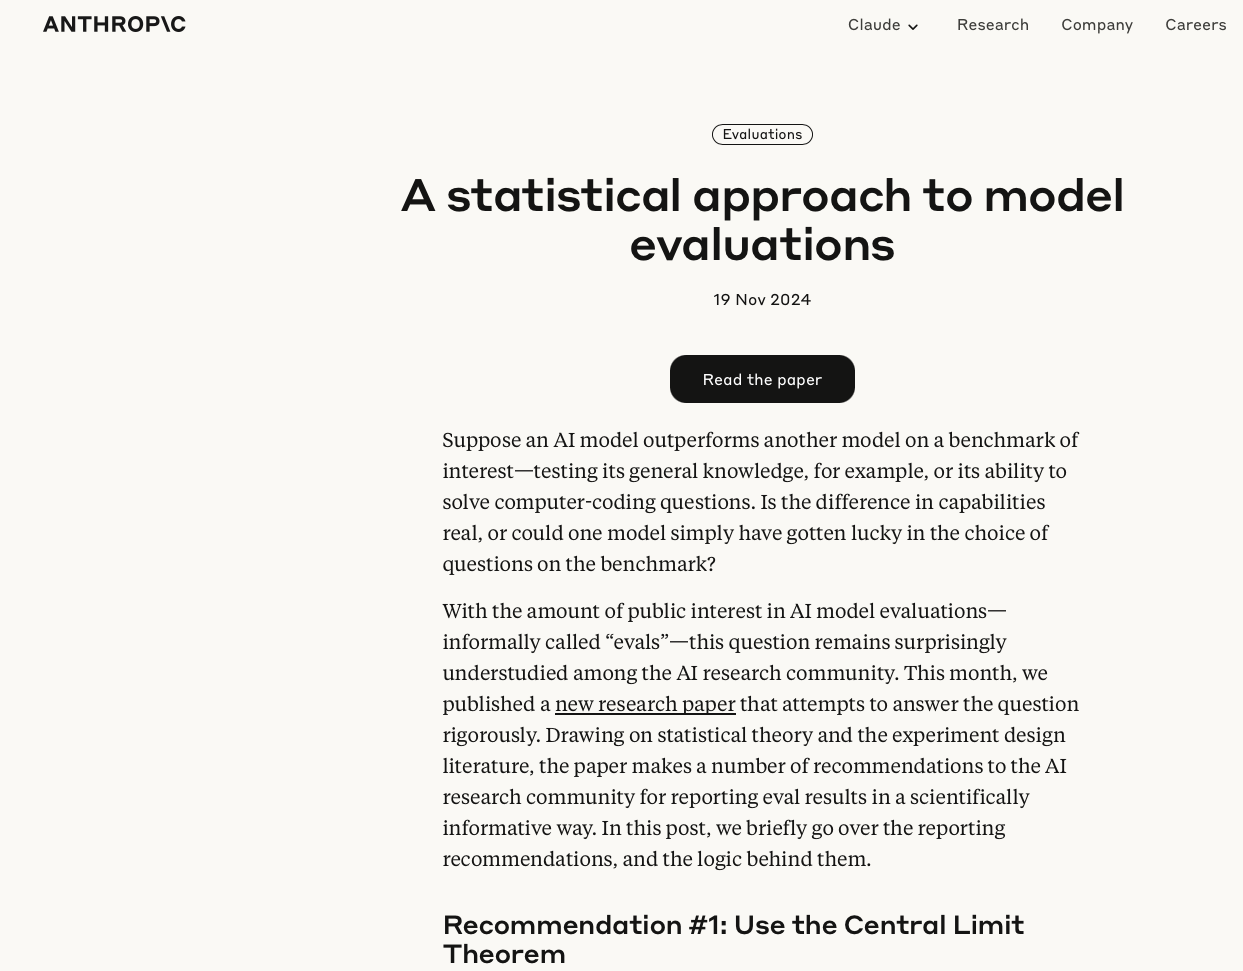 ANTHROP\C
Claude
Research
Company
Careers
Evaluations
A statistical approach to model
evaluations
19 Nov 2024
Read the paper
Suppose an AI model outperforms another model on a benchmark of
interest—testing its general knowledge, for example, or its ability to
solve computer-coding questions. Is the difference in capabilities
real, or could one model simply have gotten lucky in the choice of
questions on the benchmark?
With the amount of public interest in AI model evaluations—
informally called “evals”—this question remains surprisingly
understudied among the AI research community. This month, we
published a new research paper that attempts to answer the question
rigorously. Drawing on statistical theory and the experiment design
literature, the paper makes a number of recommendations to the AI
research community for reporting eval results in a scientifically
informative way. In this post, we briefly go over the reporting
recommendations, and the logic behind them.
Recommendation #1: Use the Central Limit
Theorem